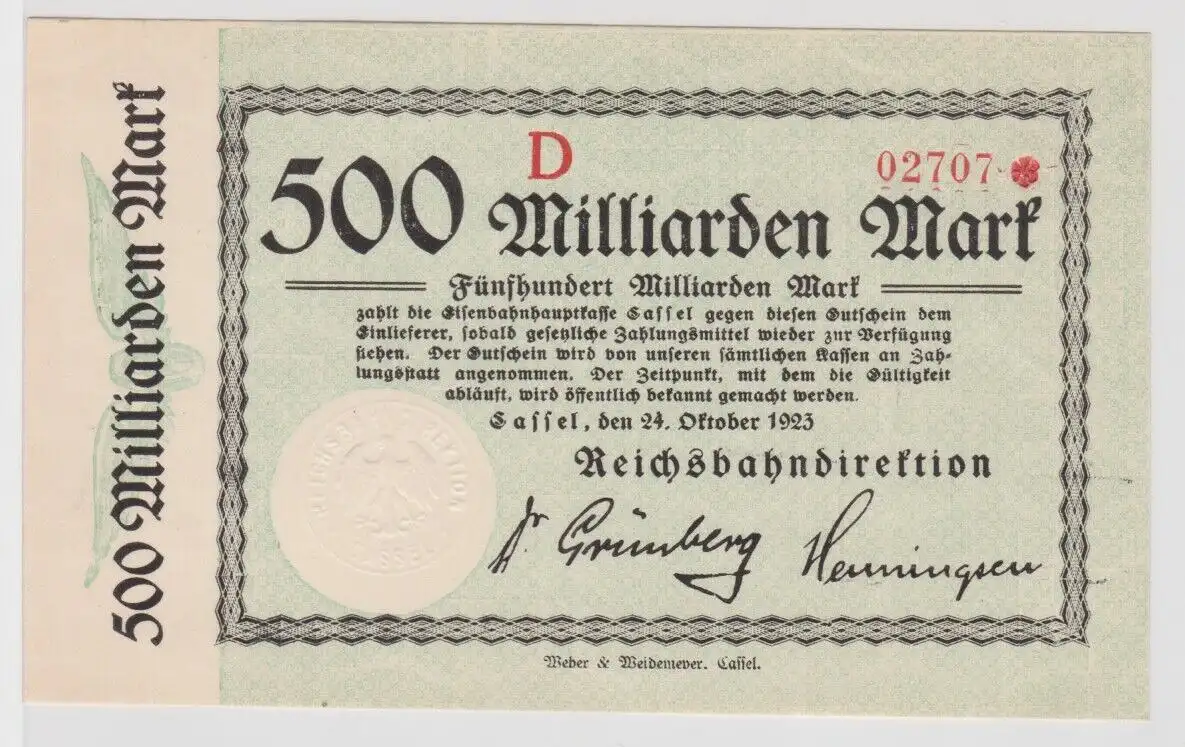 500 Milliarden Mark
D
02707
500 Milliarden Mark
Fünfhundert Milliarden Mark
zahlt die Eisenbahnhauptkasse Cassel gegen diesen Gutschein dem
Einlieferer, sobald gesetzliche Zahlungsmittel wieder zur Verfügung
stehen. Der Gutschein wird von unseren sämtlichen Kassen an Zah-
lungsstatt angenommen. Der Zeitpunkt, mit dem die Gültigkeit
abläuft, wird öffentlich bekannt gemacht werden.
Cassel, den 24. Oktober 1923
Reichsbahndirektion
Dr. Grünberg Henningsen
Weber & Weidemeyer. Cassel.